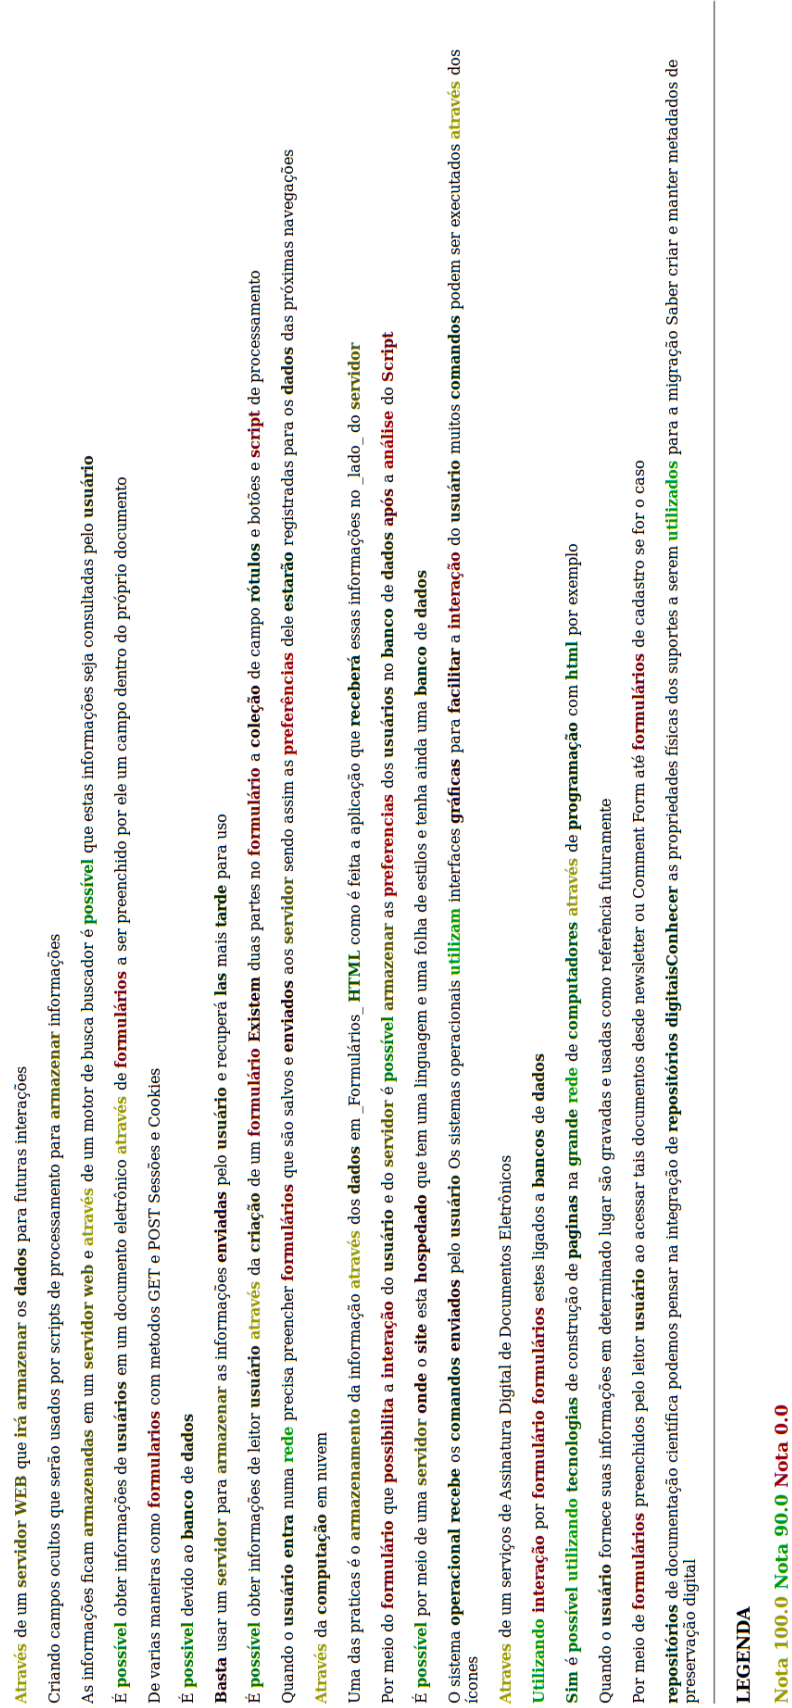 Através de um servidor WEB que irá armazenar os dados para futuras interações
Criando campos ocultos que serão usados por scripts de processamento para armazenar informações
As informações ficam armazenadas em um servidor web e através de um motor de busca buscador é possível que estas informações seja consultadas pelo usuário
É possível obter informações de usuários em um documento eletrônico através de formulários a ser preenchido por ele um campo dentro do próprio documento
De varias maneiras como formularios com metodos GET e POST Sessões e Cookies
É possivel devido ao banco de dados
Basta usar um servidor para armazenar as informações enviadas pelo usuário e recuperá las mais tarde para uso
É possível obter informações de leitor usuário através da criação de um formulário Existem duas partes no formulário a coleção de campo rótulos e botões e script de processamento
Quando o usuário entra numa rede precisa preencher formulários que são salvos e enviados aos servidor sendo assim as preferências dele estarão registradas para os dados das próximas navegações
Através da computação em nuvem
Uma das práticas é o armazenamento da informação através dos dados em _Formulários_ HTML como é feita a aplicação que receberá essas informações no _lado_ do servidor
Por meio do formulário que possibilita a interação do usuário e do servidor é possível armazenar as preferencias dos usuários no banco de dados após a análise do Script
É possível por meio de uma servidor onde o site esta hospedado que tem uma linguagem e uma folha de estilos e tenha ainda uma banco de dados
O sistema operacional recebe os comandos enviados pelo usuário Os sistemas operacionais utilizam interfaces gráficas para facilitar a interação do usuário muitos comandos podem ser executados através dos
ícones
Atraves de um serviços de Assinatura Digital de Documentos Eletrônicos
Utilizando interação por formulário formulários estes ligados a bancos de dados
Sim é possível utilizando tecnologias de construção de paginas na grande rede de computadores através de programação com html por exemplo
Quando o usuário fornece suas informações em determinado lugar são gravadas e usadas como referência futuramente
Por meio de formulários preenchidos pelo leitor usuário ao acessar tais documentos desde newsletter ou Comment Form até formulários de cadastro se for o caso
repositórios de documentação científica podemos pensar na integração de repositórios digitaisConhecer as propriedades físicas dos suportes a serem utilizados para a migração Saber criar e manter metadados de
preservação digital
LEGENDA
Nota 100.0 Nota 90.0 Nota 0.0